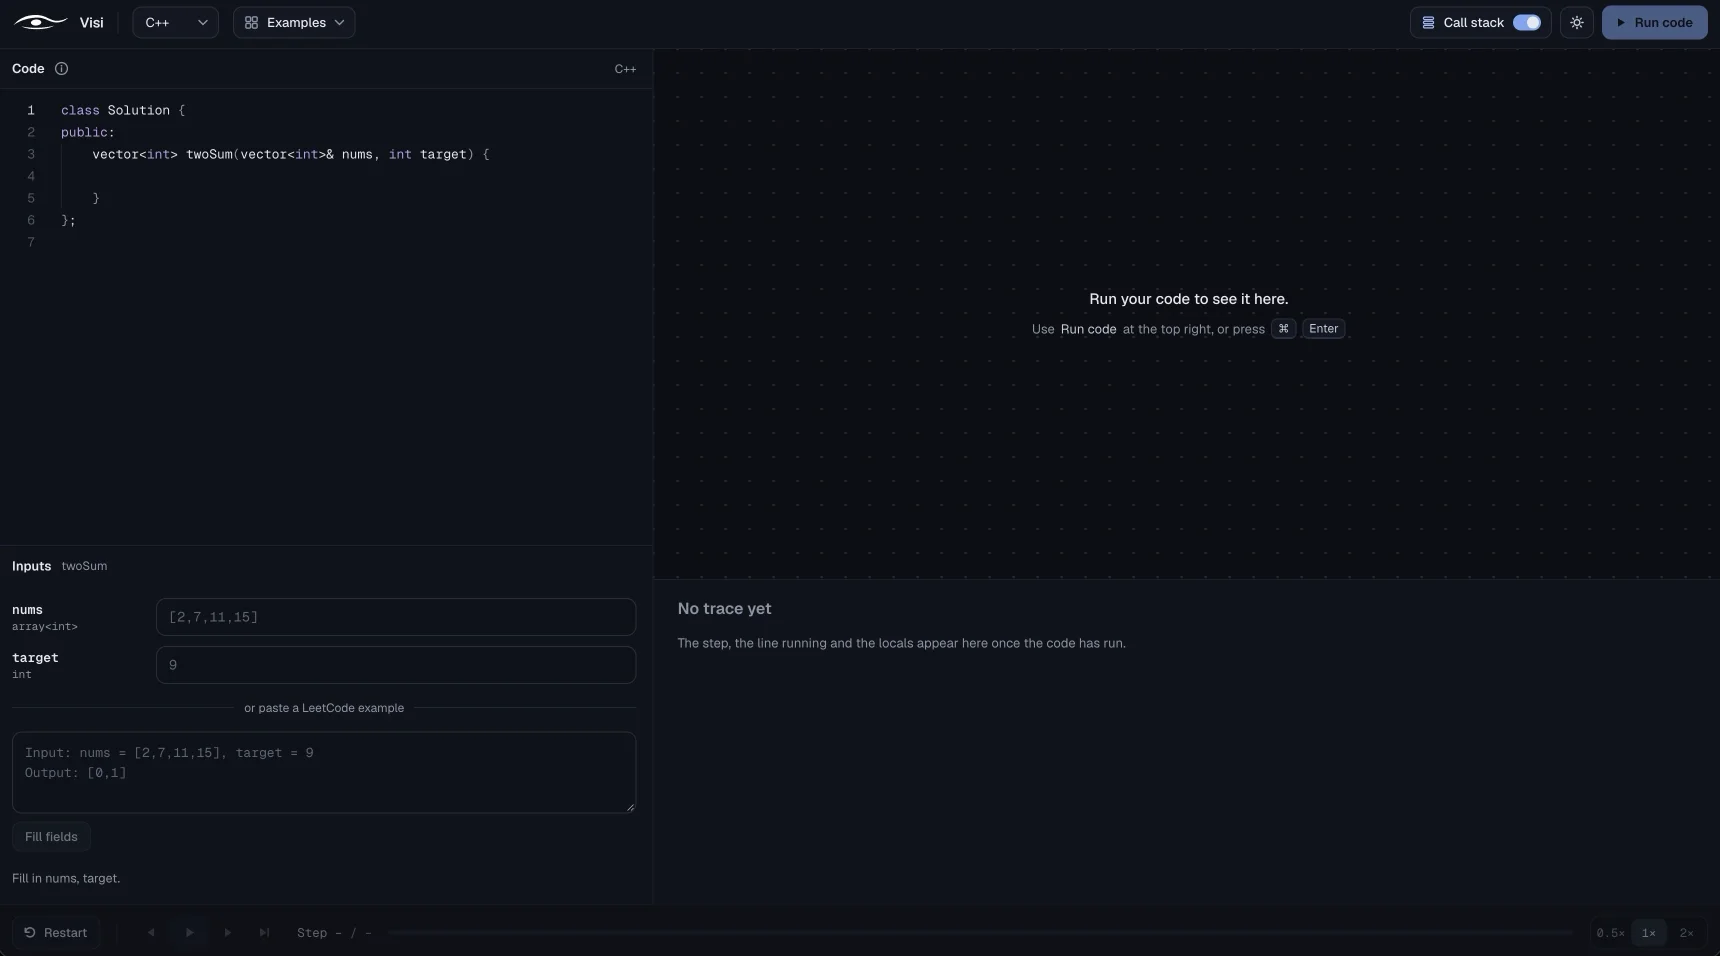 Visi
C++
Examples
Call stack
Run code
Code
C++
1 class Solution {
2 public:
3 vector<int> twoSum(vector<int>& nums, int target) {
4
5 }
6 };
7
Run your code to see it here.
Use Run code at the top right, or press ⌘ Enter
Inputs twoSum
nums
array<int>
[2,7,11,15]
target
int
9
or paste a LeetCode example
Input: nums = [2,7,11,15], target = 9
Output: [0,1]
Fill fields
Fill in nums, target.
No trace yet
The step, the line running and the locals appear here once the code has run.
Restart
Step - / -
0.5×
1×
2×